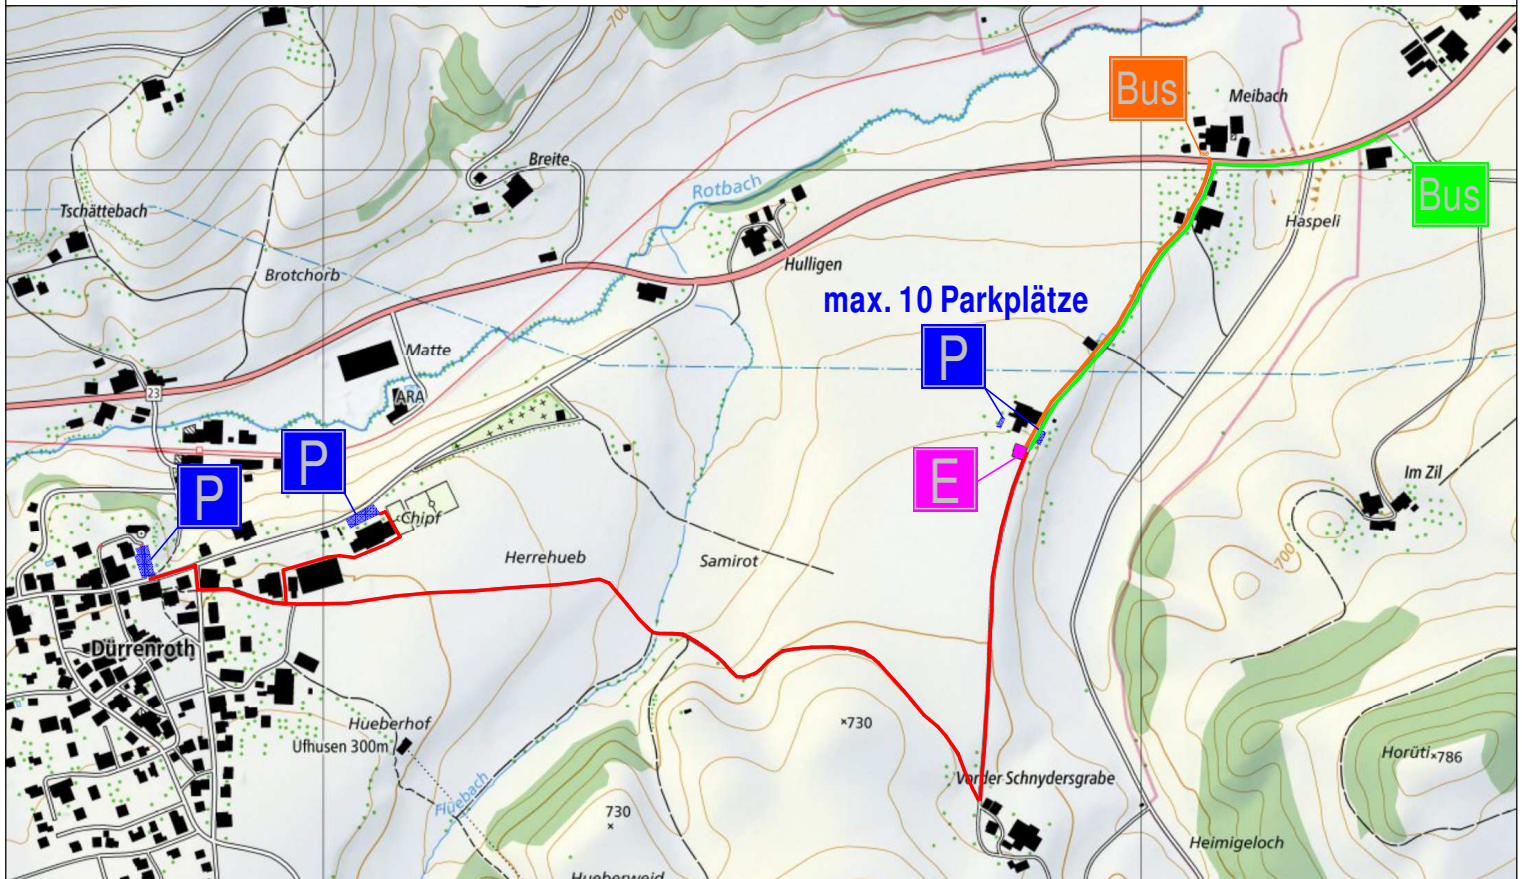 700
Bus
Meibach
Breite
Rotbach
Bus
Tschättebach
Haspeli
Brotchorb
Hulligen
max. 10 Parkplätze
P
Matte
23
ARA
P
E
Im Zil
P
Chipf
Herrehueb
Samirot
700
Dürrenroth
Hueberhof
Ufhusen 300m
730
Horüti 786
Vorder Schnydersgrabe
Flüebach
730
Heimigeloch
Hueberweid